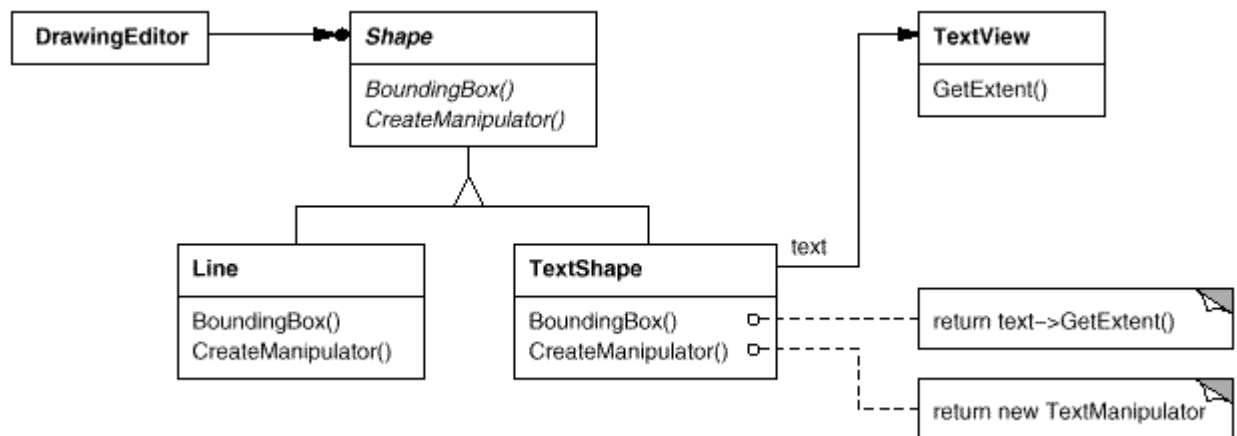 DrawingEditor
Shape
BoundingBox()
CreateManipulator()
TextView
GetExtent()
Line
BoundingBox()
CreateManipulator()
TextShape
BoundingBox()
CreateManipulator()
text
return text->GetExtent()
return new TextManipulator